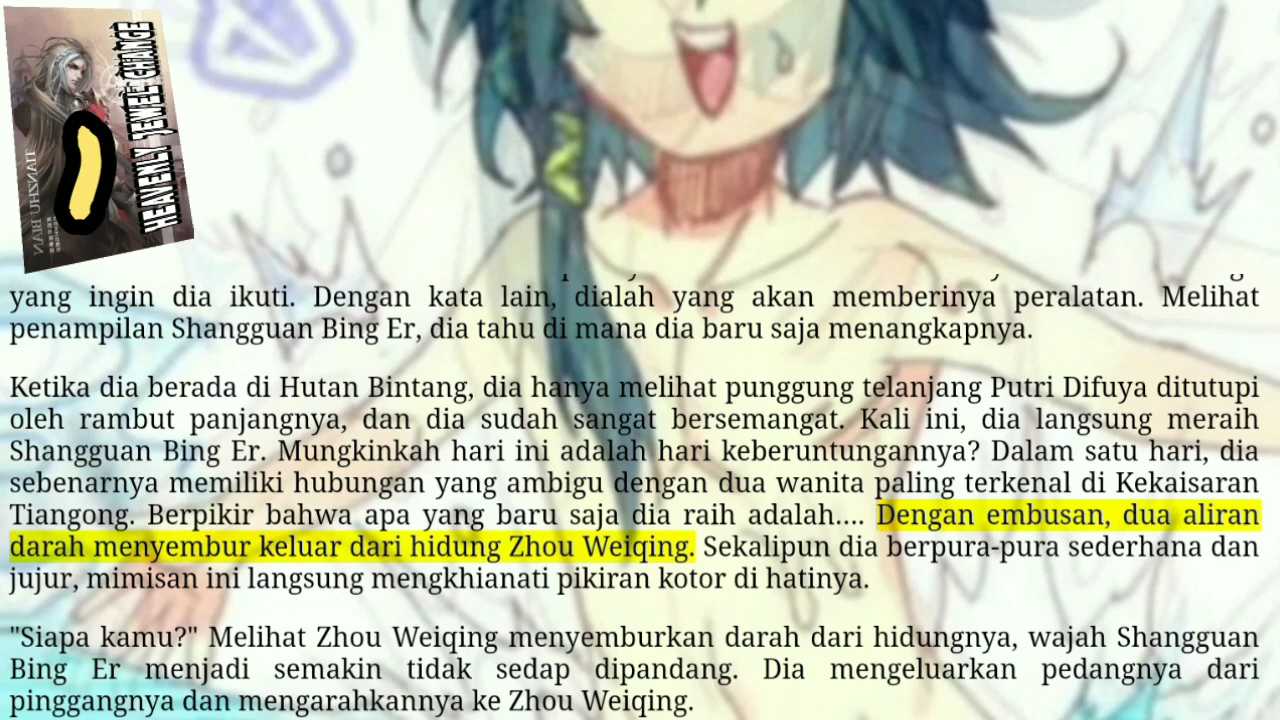 HEAVENLY JEWEL CHANGE
TIANZHU BIAN
yang ingin dia ikuti. Dengan kata lain, dialah yang akan memberinya peralatan. Melihat
penampilan Shangguan Bing Er, dia tahu di mana dia baru saja menangkapnya.
Ketika dia berada di Hutan Bintang, dia hanya melihat punggung telanjang Putri Difuya ditutupi
oleh rambut panjangnya, dan dia sudah sangat bersemangat. Kali ini, dia langsung meraih
Shangguan Bing Er. Mungkinkah hari ini adalah hari keberuntungannya? Dalam satu hari, dia
sebenarnya memiliki hubungan yang ambigu dengan dua wanita paling terkenal di Kekaisaran
Tiangong. Berpikir bahwa apa yang baru saja dia raih adalah.... Dengan embusan, dua aliran
darah menyembur keluar dari hidung Zhou Weiqing. Sekalipun dia berpura-pura sederhana dan
jujur, mimisan ini langsung mengkhianati pikiran kotor di hatinya.
"Siapa kamu?" Melihat Zhou Weiqing menyemburkan darah dari hidungnya, wajah Shangguan
Bing Er menjadi semakin tidak sedap dipandang. Dia mengeluarkan pedangnya dari
pinggangnya dan mengarahkannya ke Zhou Weiqing.